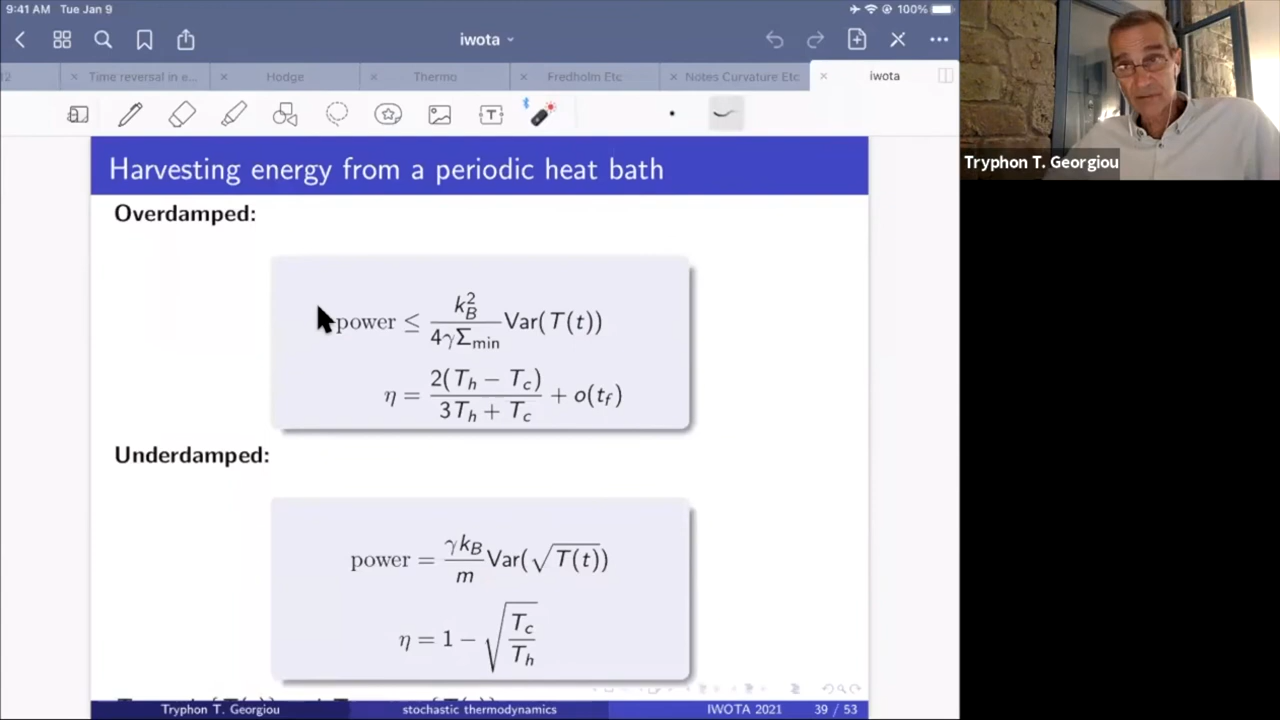 9:41 AM Tue Jan 9
100%
iwota
12
Time reversal in e...
Hodge
Thermo
Fredholm Etc
Notes Curvature Etc
iwota
T
Harvesting energy from a periodic heat bath
Overdamped:
power ≤ k_B^2 / 4γΣ_min Var(T(t))
η = 2(T_h − T_c) / 3T_h + T_c + o(t_f)
Underdamped:
power = γk_B / m Var(√T(t))
η = 1 − √T_c / T_h
Tryphon T. Georgiou
stochastic thermodynamics
IWOTA 2021
39 / 53
Tryphon T. Georgiou